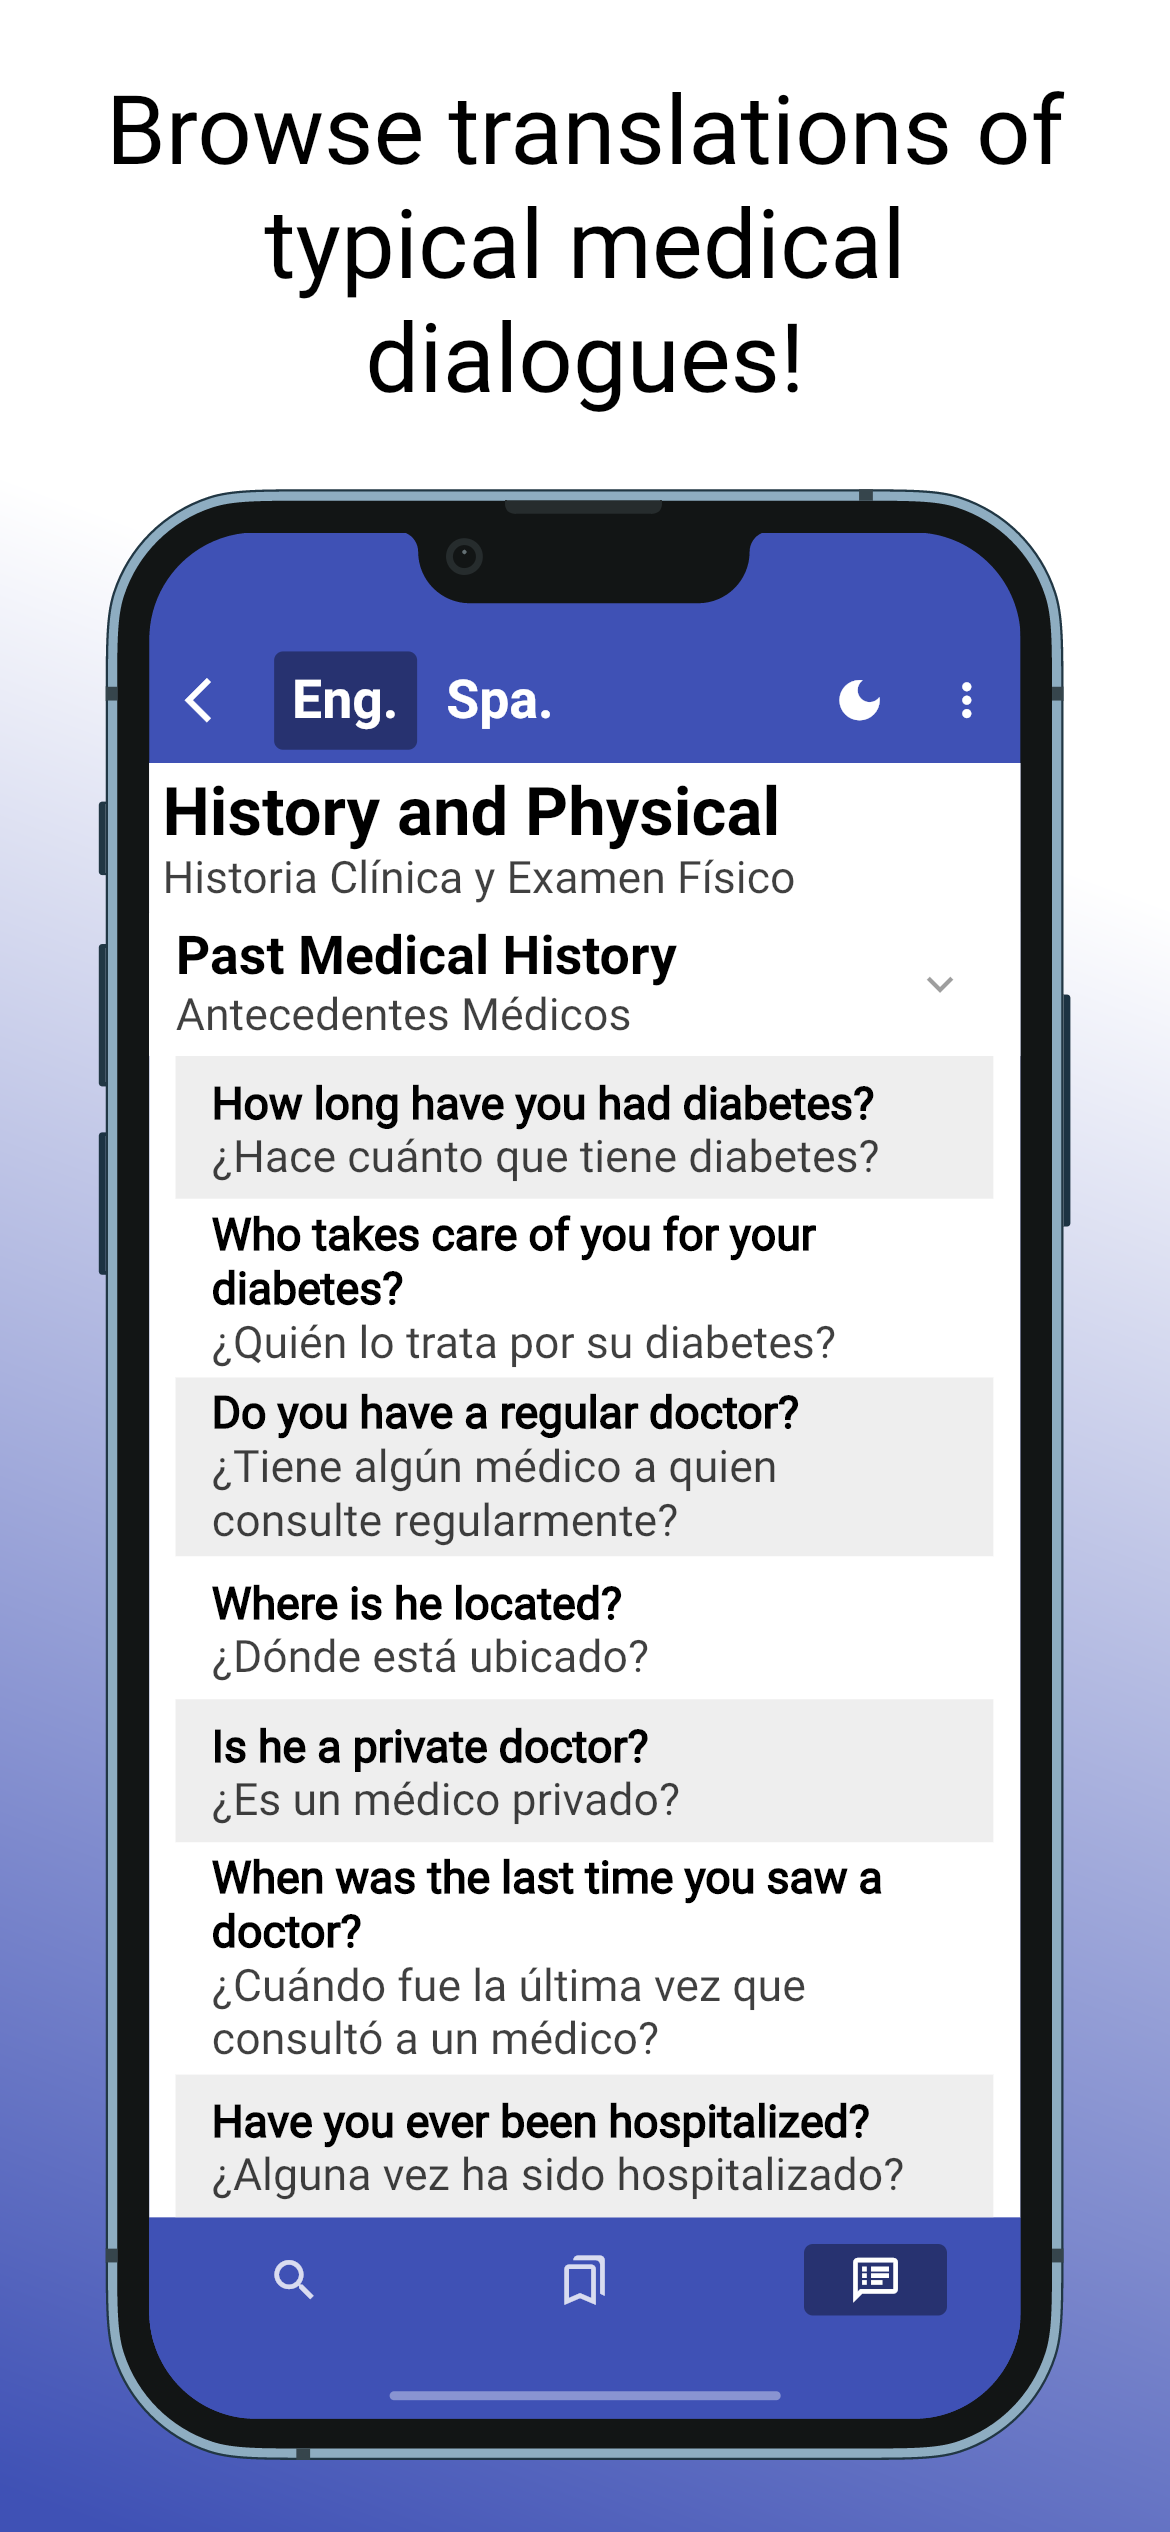 Browse translations of
typical medical
dialogues!
Eng. Spa.
History and Physical
Historia Clínica y Examen Físico
Past Medical History
Antecedentes Médicos
How long have you had diabetes?
¿Hace cuánto que tiene diabetes?
Who takes care of you for your
diabetes?
¿Quién lo trata por su diabetes?
Do you have a regular doctor?
¿Tiene algún médico a quien
consulte regularmente?
Where is he located?
¿Dónde está ubicado?
Is he a private doctor?
¿Es un médico privado?
When was the last time you saw a
doctor?
¿Cuándo fue la última vez que
consultó a un médico?
Have you ever been hospitalized?
¿Alguna vez ha sido hospitalizado?